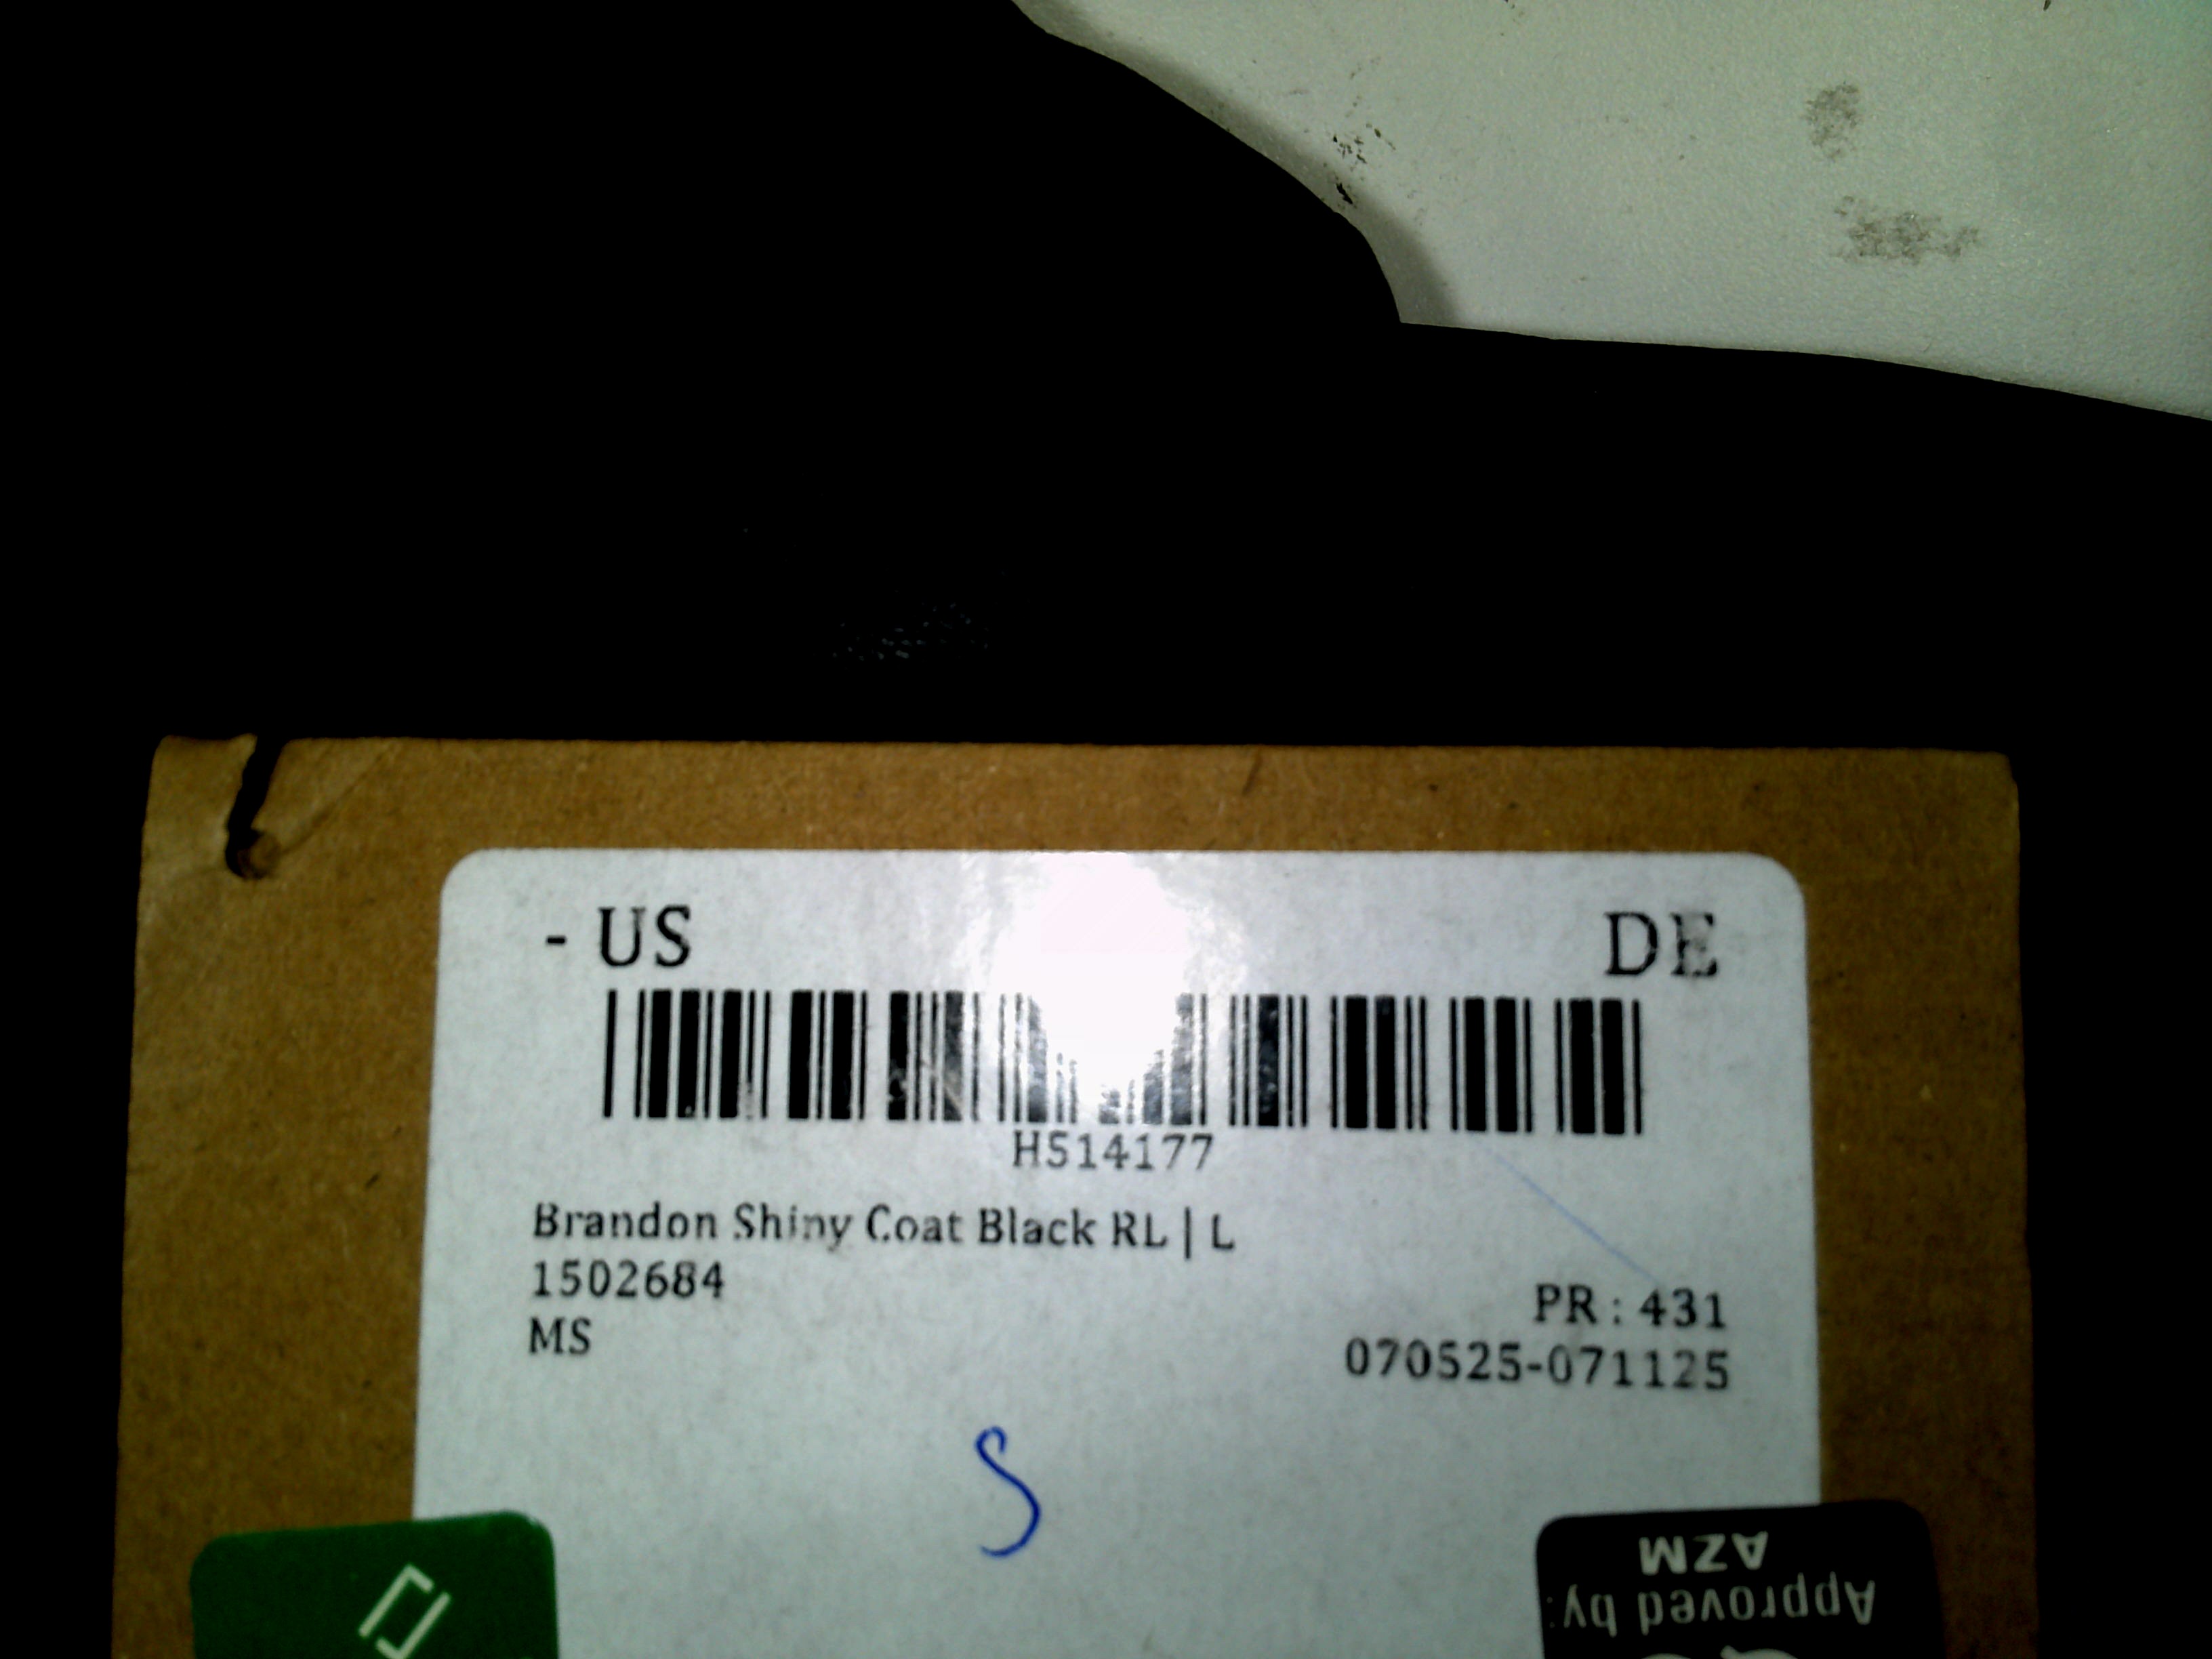 - US DE
H514177
Brandon Shiny Coat Black RL | L
1502684
PR : 431
MS
070525-071125
S
Approved by:
AZM